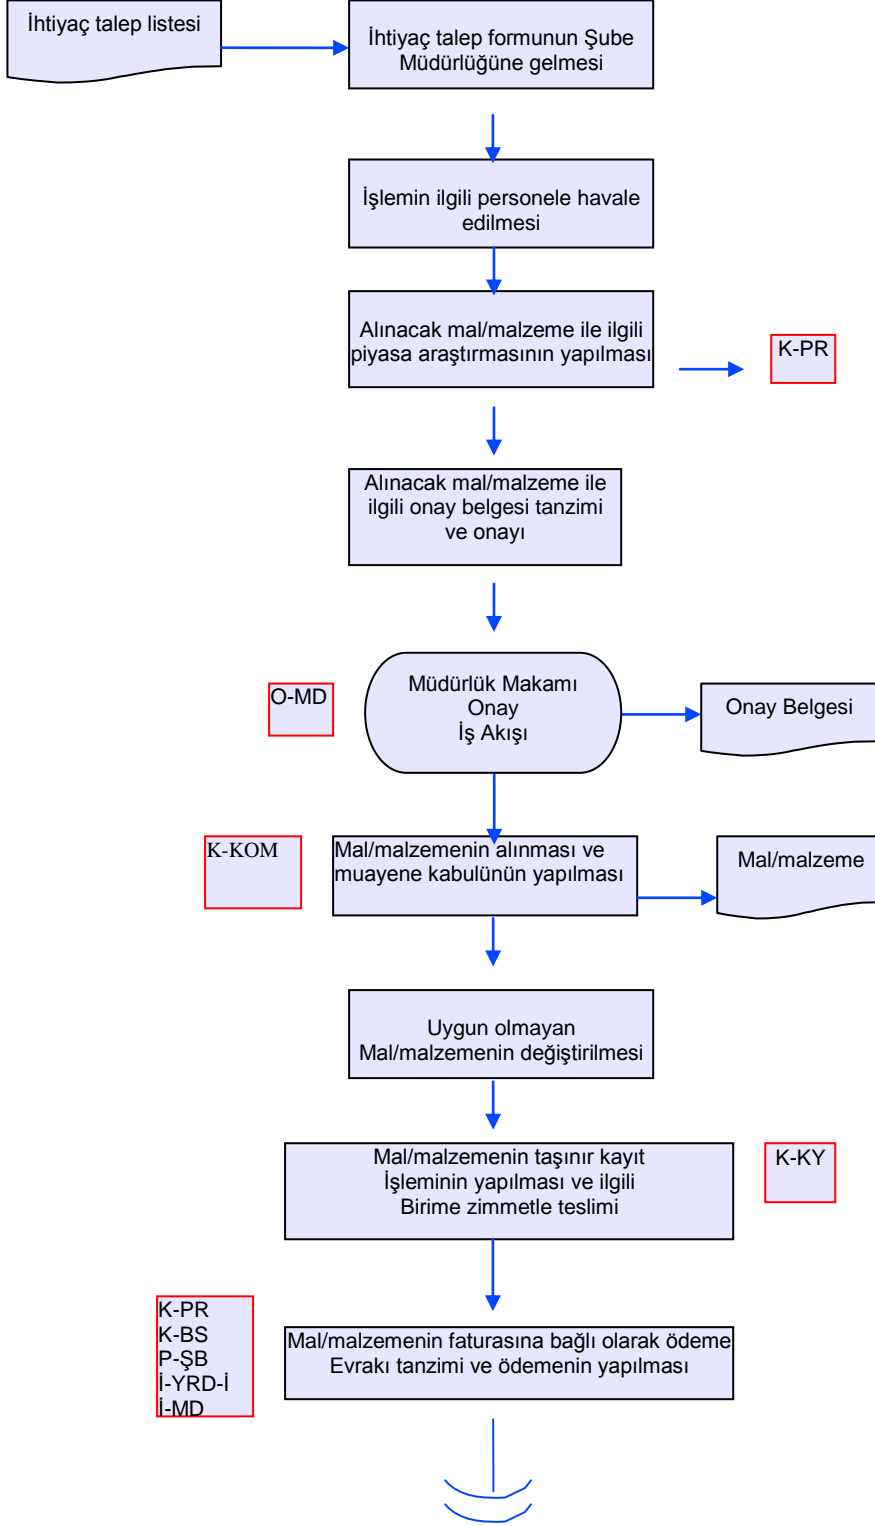 İhtiyaç talep listesi
İhtiyaç talep formunun Şube
Müdürlüğüne gelmesi
İşlemin ilgili personele havale
edilmesi
Alınacak mal/malzeme ile ilgili
piyasa araştırmasının yapılması
K-PR
Alınacak mal/malzeme ile
ilgili onay belgesi tanzimi
ve onayı
O-MD
Müdürlük Makamı
Onay
İş Akışı
Onay Belgesi
K-KOM
Mal/malzemenin alınması ve
muayene kabulünün yapılması
Mal/malzeme
Uygun olmayan
Mal/malzemenin değiştirilmesi
Mal/malzemenin taşınır kayıt
İşleminin yapılması ve ilgili
Birime zimmetle teslimi
K-KY
K-PR
K-BS
P-ŞB
İ-YRD-İ
İ-MD
Mal/malzemenin faturasına bağlı olarak ödeme
Evrakı tanzimi ve ödemenin yapılması